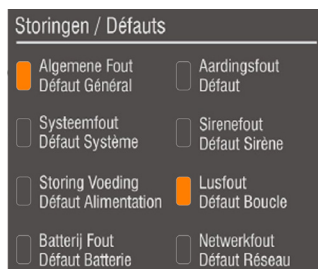 Storingen / Défauts
Algemene Fout
Défaut Général
Aardingsfout
Défaut
Systeemfout
Défaut Système
Sirenefout
Défaut Sirène
Storing Voeding
Défaut Alimentation
Lusfout
Défaut Boucle
Batterij Fout
Défaut Batterie
Netwerkfout
Défaut Réseau